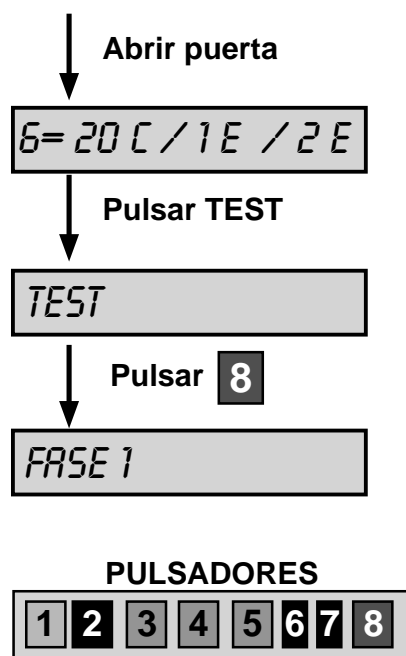 Abrir puerta
6= 20 C / 1 E / 2 E
Pulsar TEST
TEST
Pulsar 8
FASE 1
PULSADORES
1 2 3 4 5 6 7 8